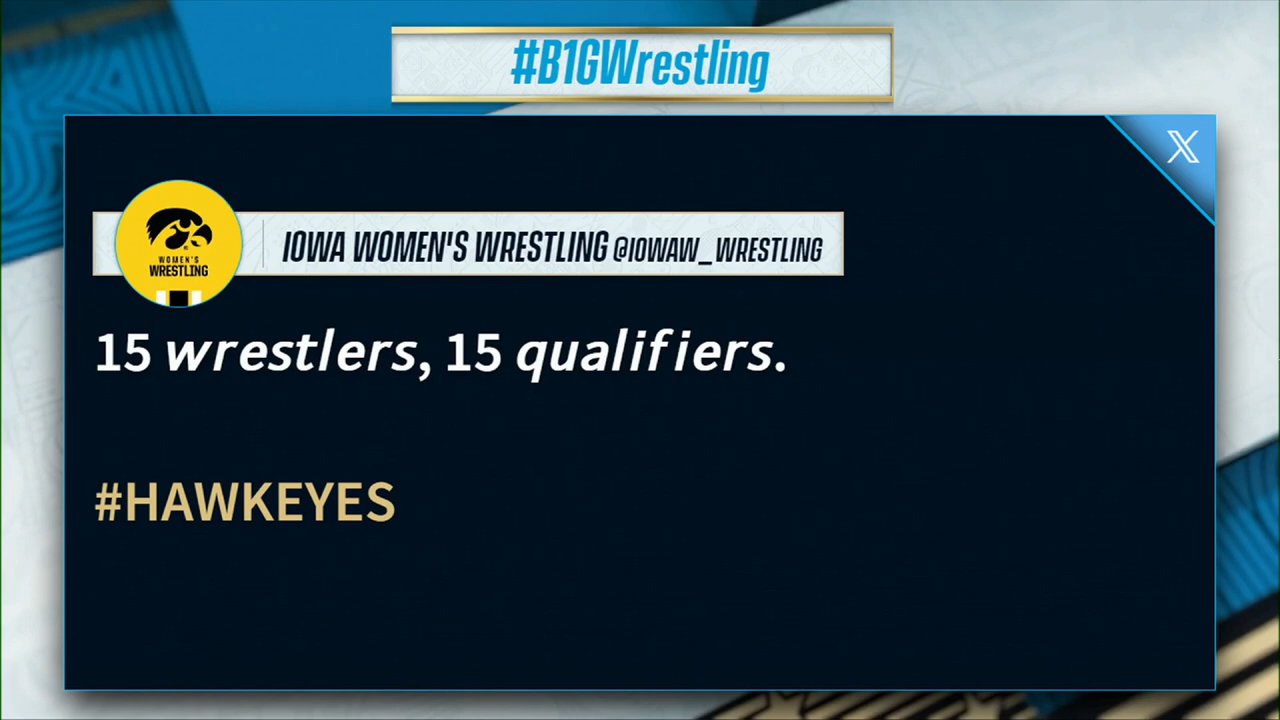 #B1GWrestling
X
IOWA WOMEN'S WRESTLING @IOWAW_WRESTLING
WOMEN'S
WRESTLING
15 wrestlers, 15 qualifiers.
#HAWKEYES